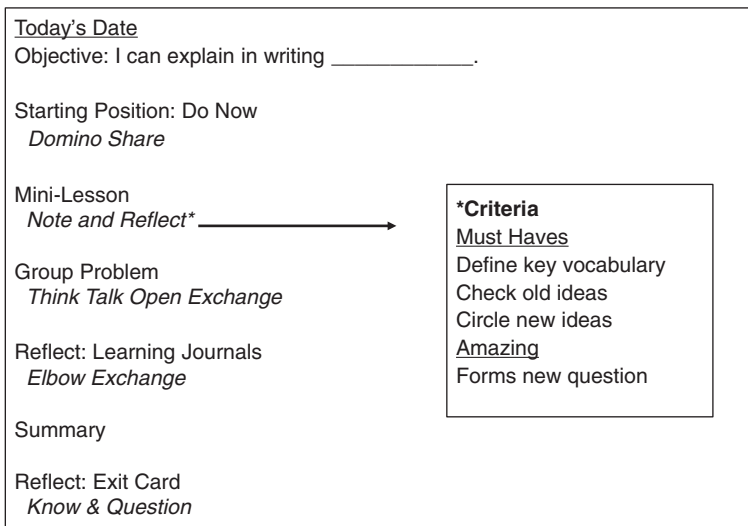 Today's Date
Objective: I can explain in writing _____________.
Starting Position: Do Now
Domino Share
Mini-Lesson
Note and Reflect*
Group Problem
Think Talk Open Exchange
Reflect: Learning Journals
Elbow Exchange
Summary
Reflect: Exit Card
Know & Question
*Criteria
Must Haves
Define key vocabulary
Check old ideas
Circle new ideas
Amazing
Forms new question